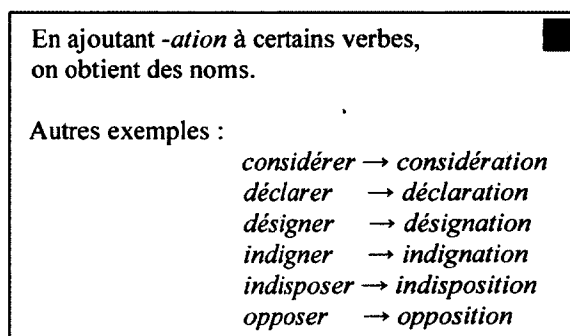 En ajoutant -ation à certains verbes,
on obtient des noms.
Autres exemples :
considérer → considération
déclarer → déclaration
désigner → désignation
indigner → indignation
indisposer → indisposition
opposer → opposition